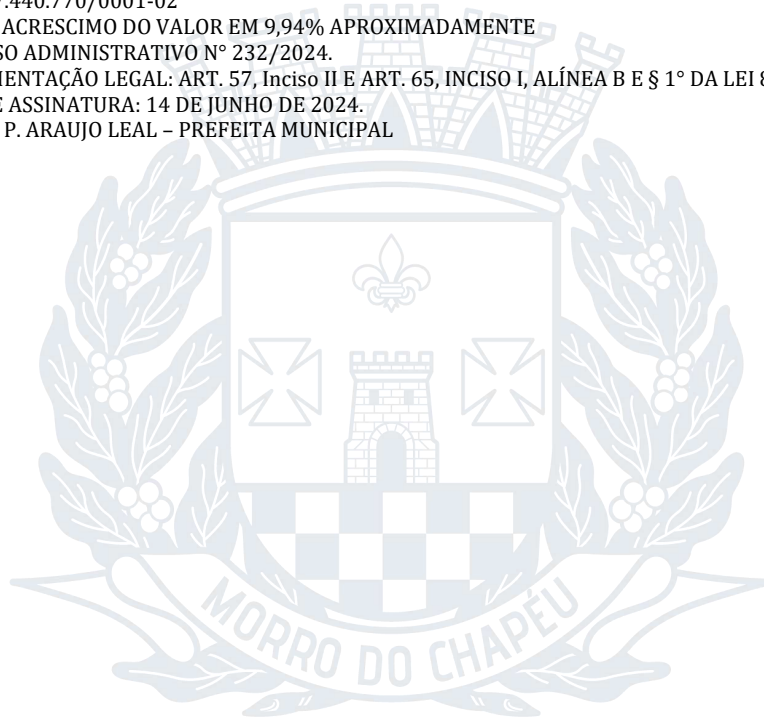 .440.770/0001-02
ACRESCIMO DO VALOR EM 9,94% APROXIMADAMENTE
SO ADMINISTRATIVO N° 232/2024.
MENTAÇÃO LEGAL: ART. 57, Inciso II E ART. 65, INCISO I, ALÍNEA B E § 1° DA LEI 8
E ASSINATURA: 14 DE JUNHO DE 2024.
P. ARAUJO LEAL – PREFEITA MUNICIPAL
MORRO DO CHAPÉU